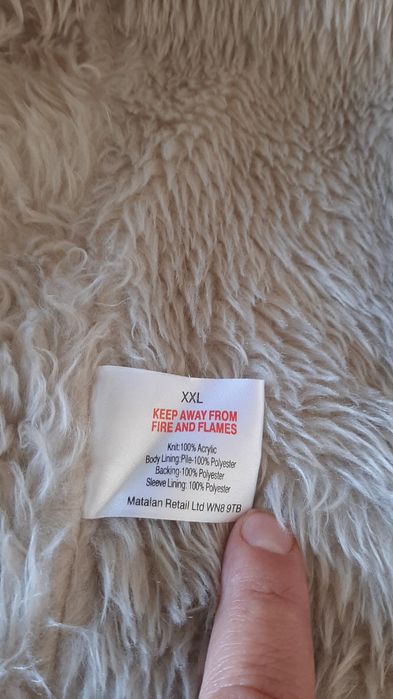 XXL
KEEP AWAY FROM
FIRE AND FLAMES
Knit:100% Acrylic
Body Lining:Pile-100% Polyester
Backing-100% Polyester
Sleeve Lining: 100% Polyester
Matalan Retail Ltd WN8 9TB